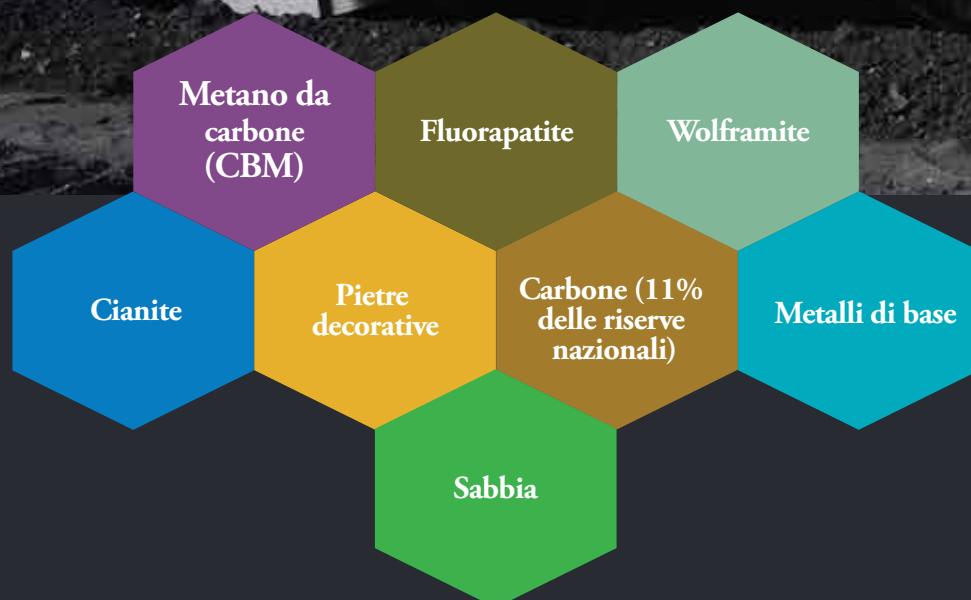 Metano da
carbone
(CBM)
Fluorapatite
Wolframite
Cianite
Pietre
decorative
Carbone (11%
delle riserve
nazionali)
Metalli di base
Sabbia